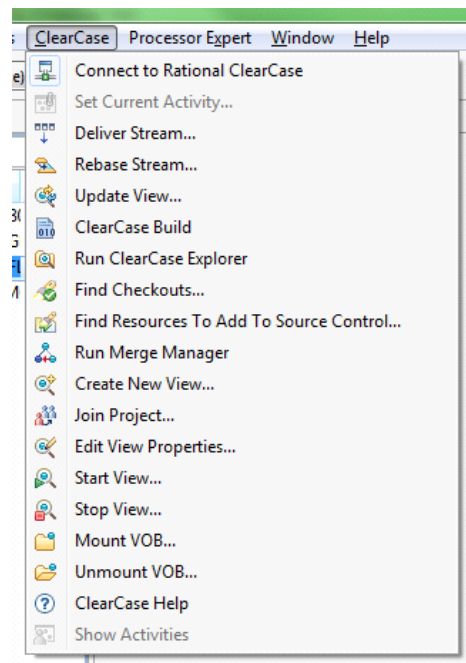 ClearCase Processor Expert Window Help
e)
Connect to Rational ClearCase
Set Current Activity...
Deliver Stream...
Rebase Stream...
Update View...
ClearCase Build
010
Run ClearCase Explorer
Find Checkouts...
Find Resources To Add To Source Control...
Run Merge Manager
Create New View...
Join Project...
Edit View Properties...
Start View...
Stop View...
Mount VOB...
Unmount VOB...
ClearCase Help
Show Activities